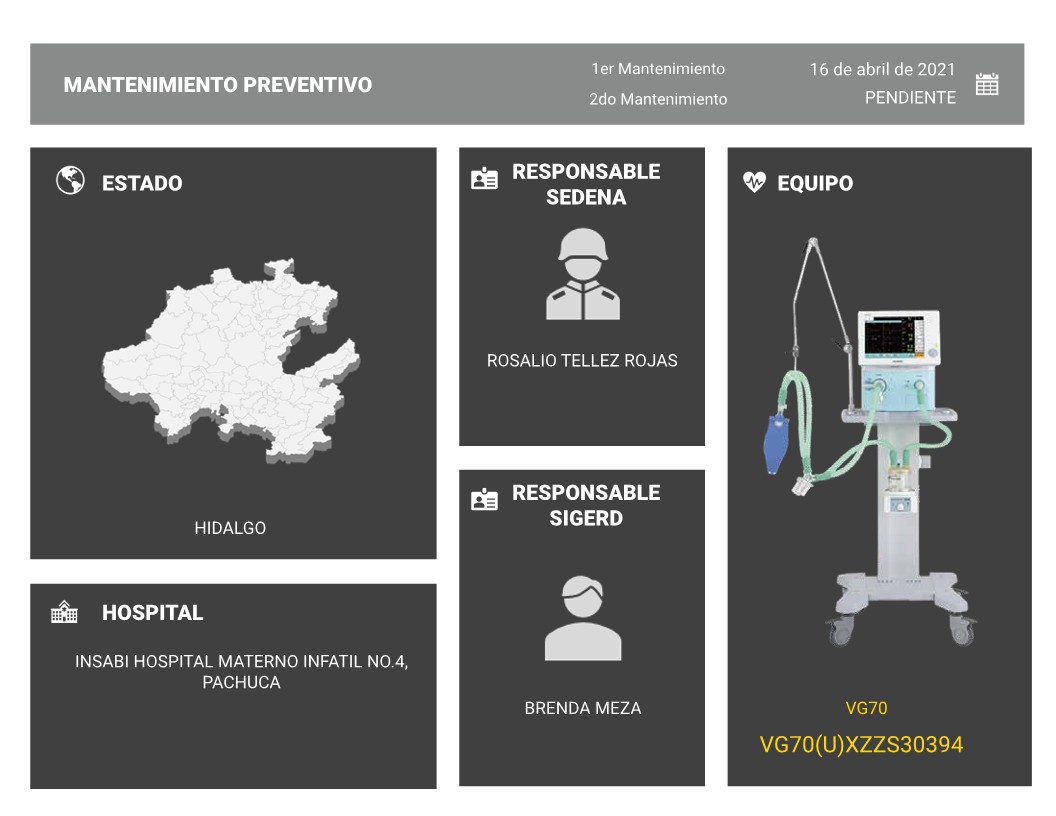 MANTENIMIENTO PREVENTIVO
1er Mantenimiento
16 de abril de 2021
2do Mantenimiento
PENDIENTE
ESTADO
HIDALGO
HOSPITAL
INSABI HOSPITAL MATERNO INFATIL NO.4,
PACHUCA
RESPONSABLE
SEDENA
ROSALIO TELLEZ ROJAS
RESPONSABLE
SIGERD
BRENDA MEZA
EQUIPO
VG70
VG70(U)XZZS30394